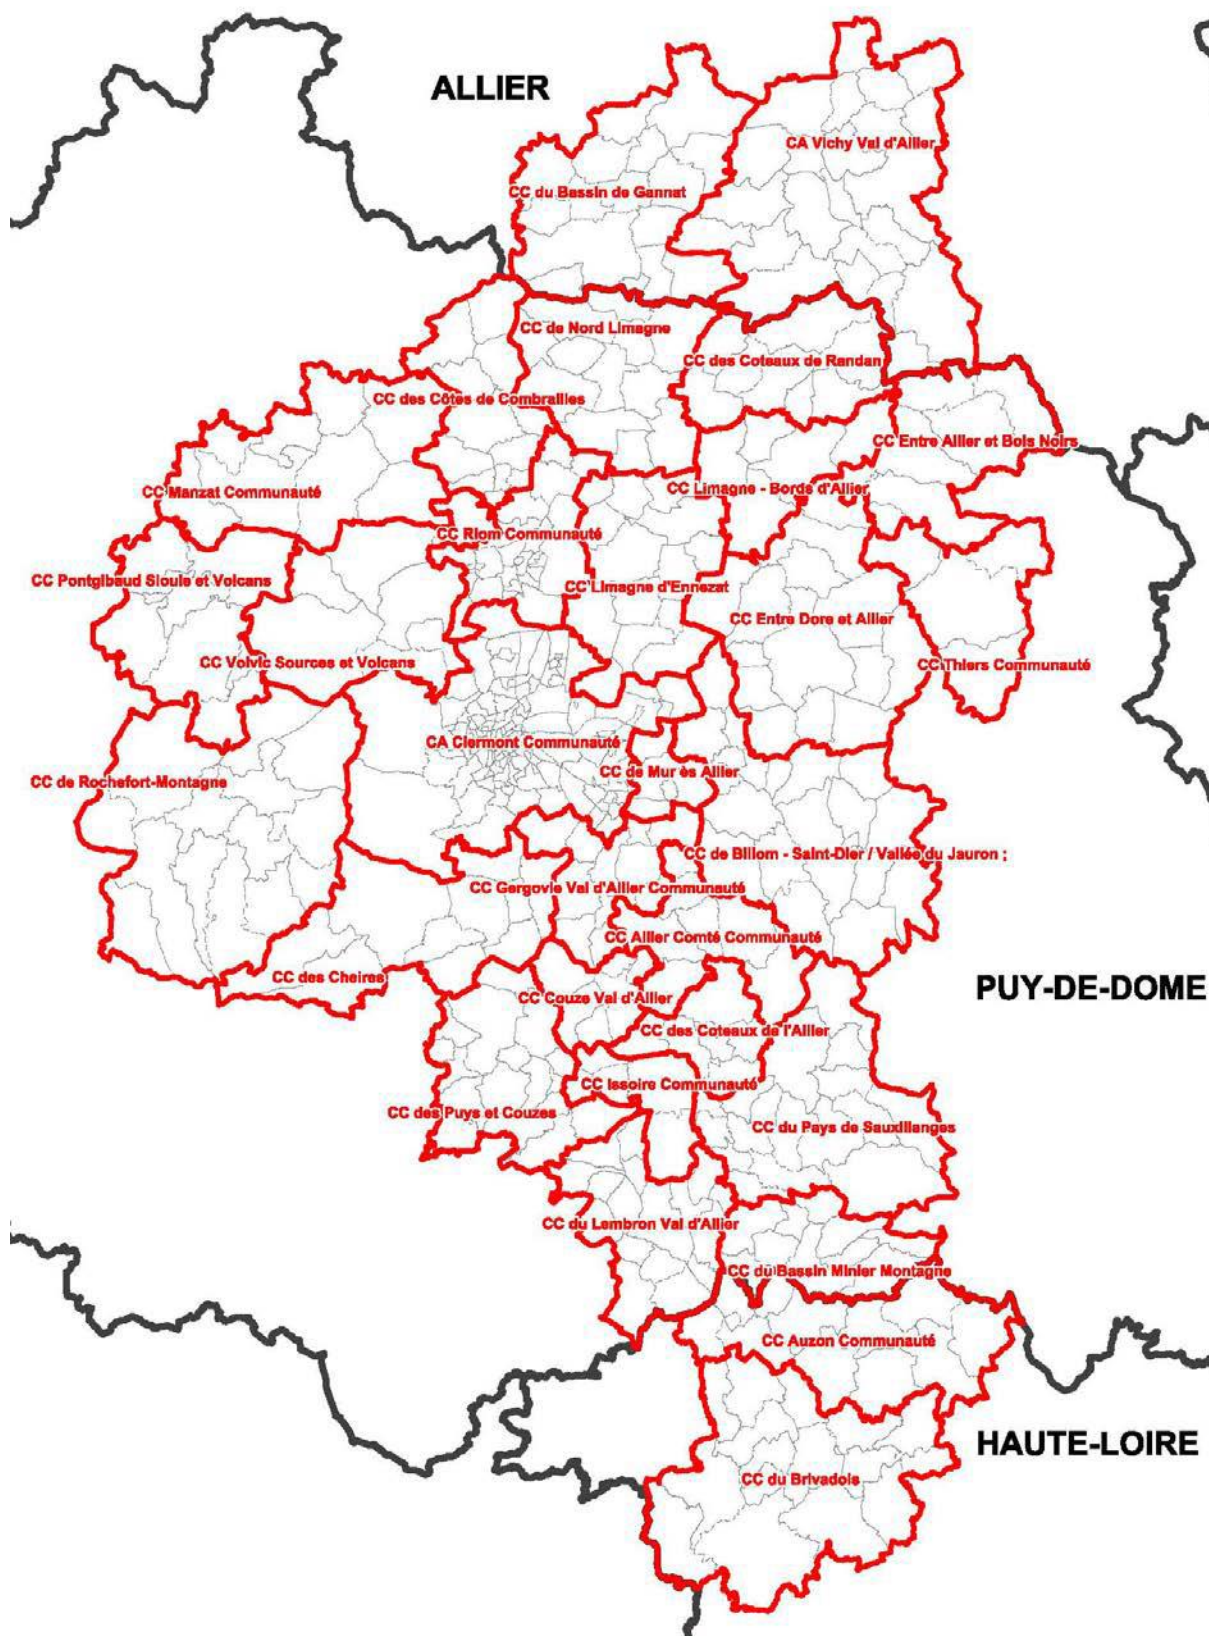 ALLIER
CA Vichy Val d'Allier
CC du Bassin de Gannat
CC de Nord Limagne
CC des Coteaux de Randan
CC des Côtes de Combrailles
CC Entre Allier et Bois Noirs
CC Manzat Communauté
CC Limagne - Bords d'Allier
CC Riom Communauté
CC Pontgibaud Sioule et Volcans
CC Limagne d'Ennezat
CC Entre Dore et Allier
CC Volvic Sources et Volcans
CC Thiers Communauté
CA Clermont Communauté
CC de Mur ès Allier
CC de Rochefort-Montagne
CC de Billom - Saint-Dier / Vallée du Jauron ;
CC Gergovie Val d'Allier Communauté
CC Allier Comté Communauté
CC des Cheires
PUY-DE-DOME
CC Couze Val d'Allier
CC des Coteaux de l'Allier
CC Issoire Communauté
CC des Puys et Couzes
CC du Pays de Sauxillanges
CC du Lembron Val d'Allier
CC du Bassin Minier Montagne
CC Auzon Communauté
HAUTE-LOIRE
CC du Brivadois